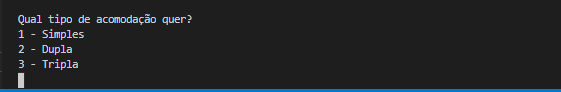 Qual tipo de acomodação quer?
1 - Simples
2 - Dupla
3 - Tripla